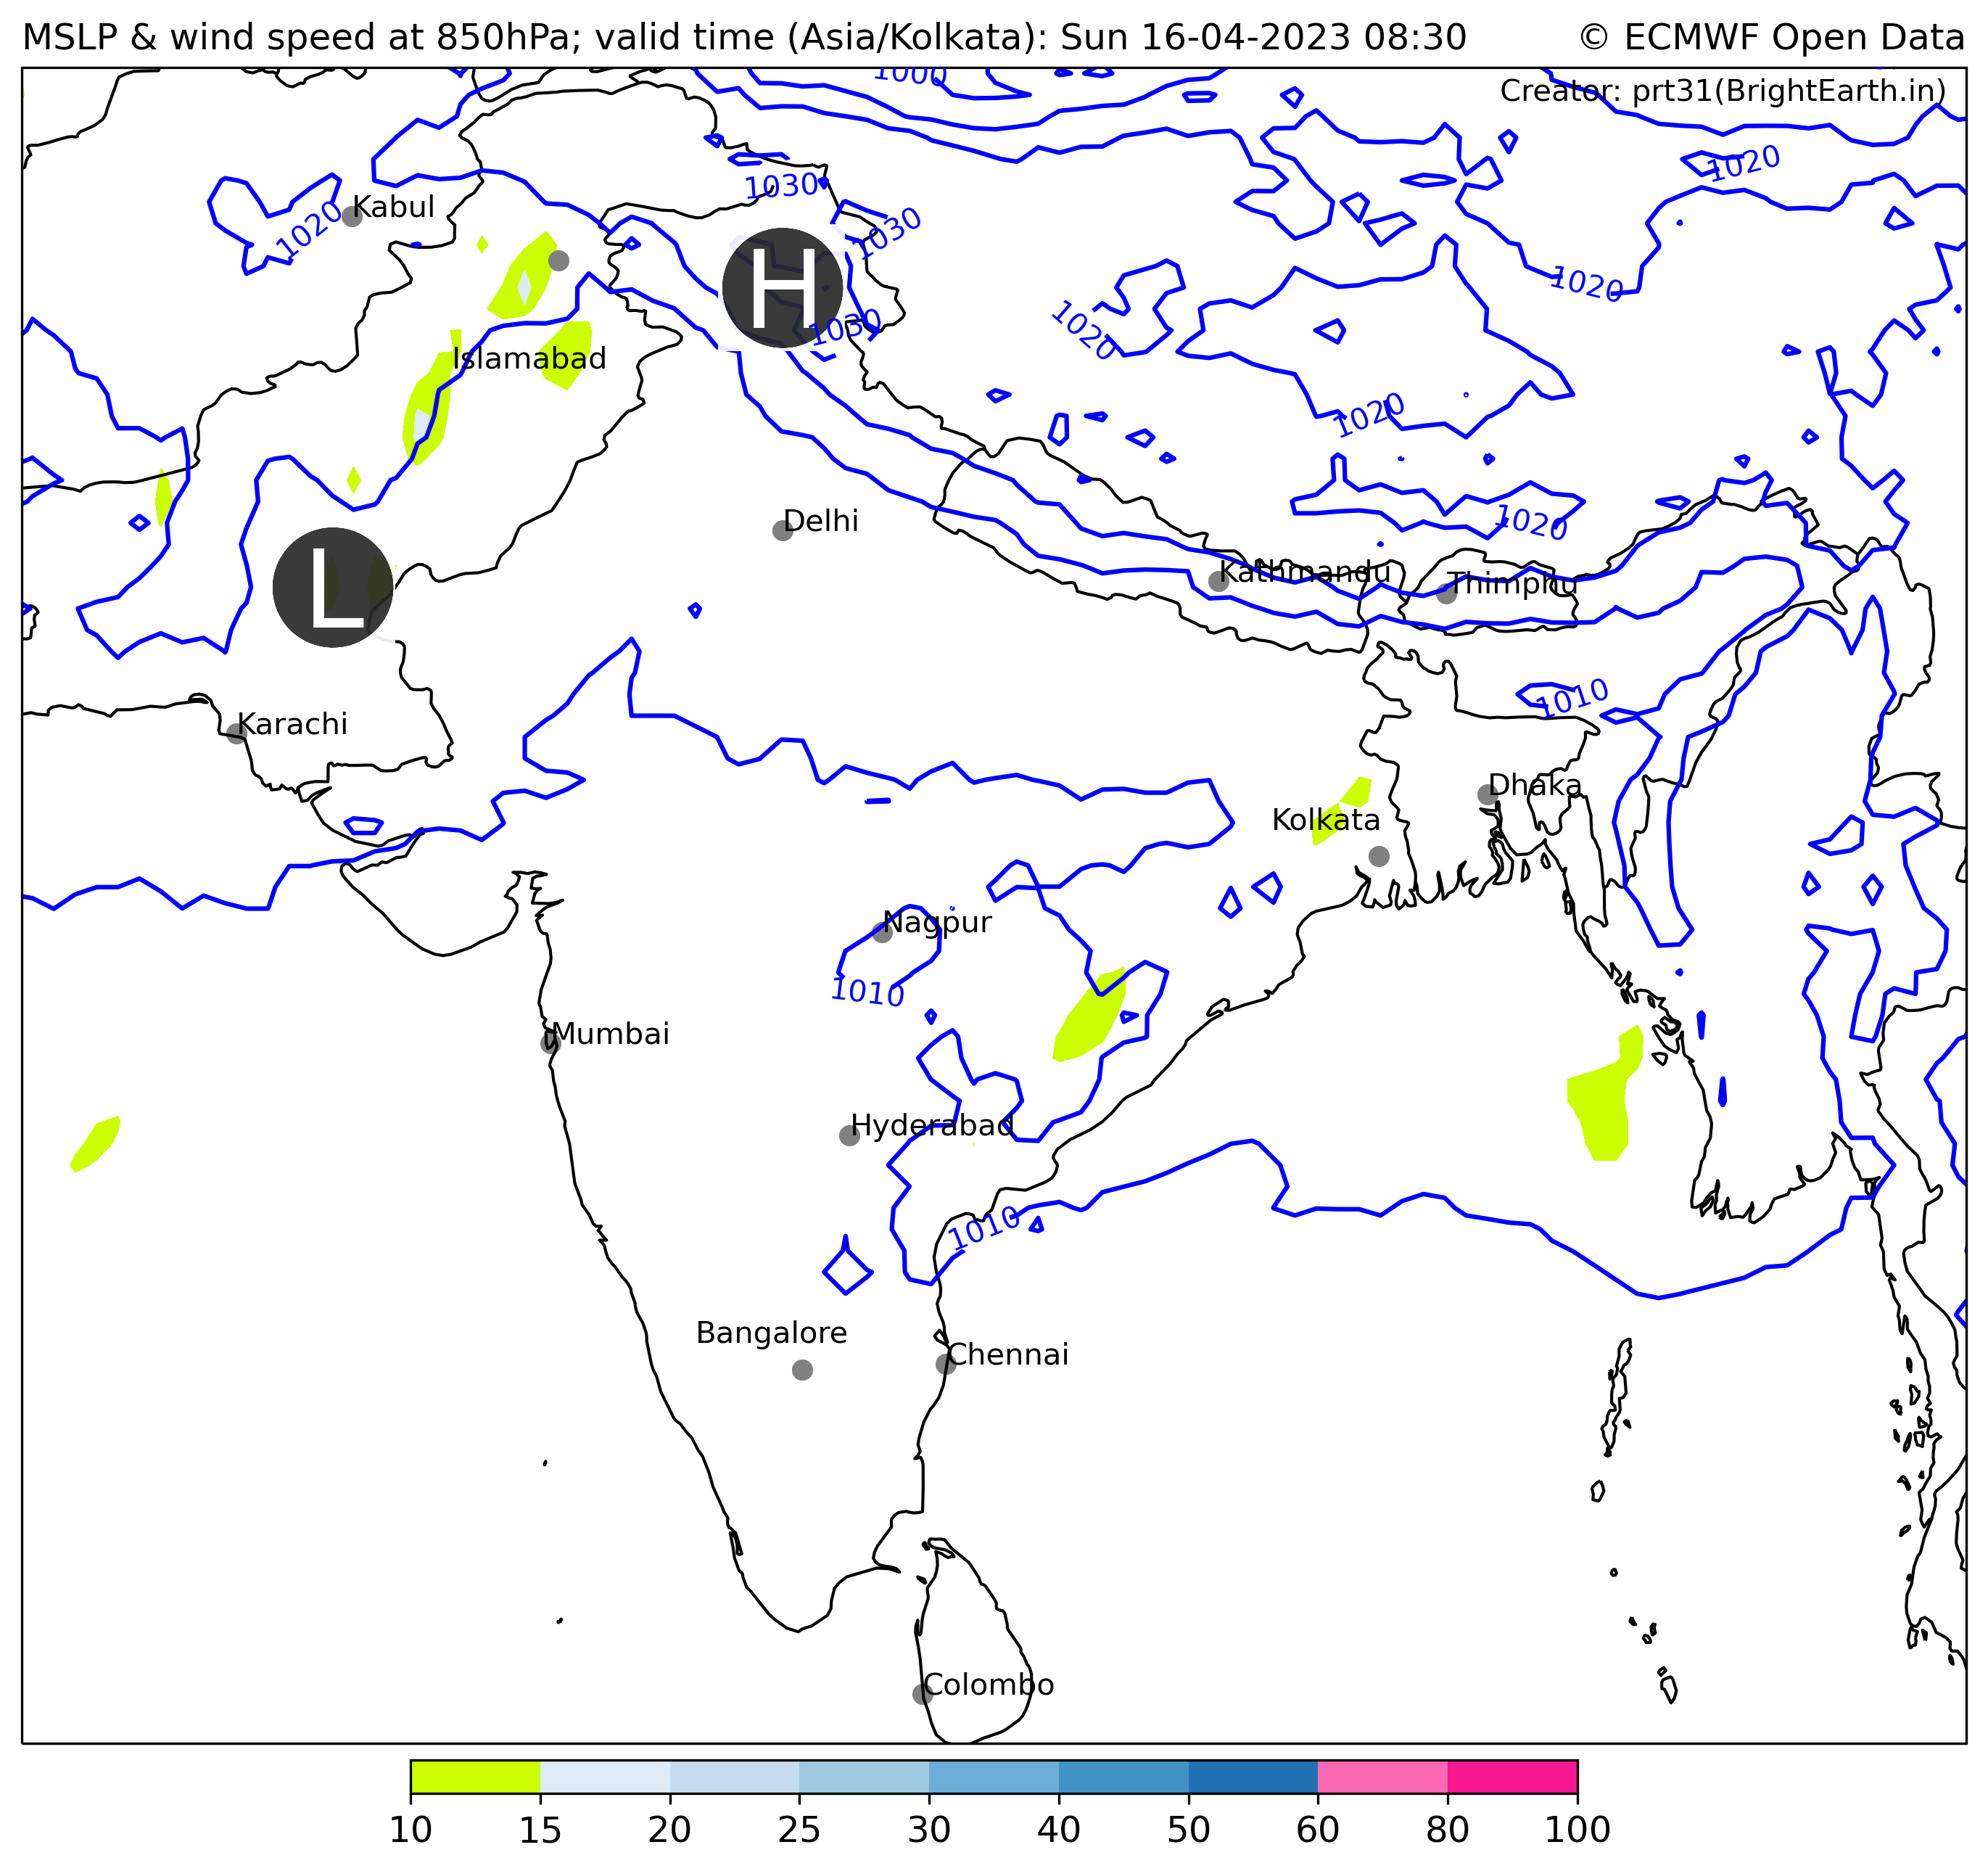 MSLP & wind speed at 850hPa; valid time (Asia/Kolkata): Sun 16-04-2023 08:30
© ECMWF Open Data
1000
Creator: prt31(BrightEarth.in)
1020
1030
Kabul
1020
1030
H
1020
1020
1030
Islamabad
1020
Delhi
1020
L
Kathmandu
Thimphu
1010
Karachi
Dhaka
Kolkata
Nagpur
1010
Mumbai
Hyderabad
1010
Bangalore
Chennai
Colombo
10 15 20 25 30 40 50 60 80 100